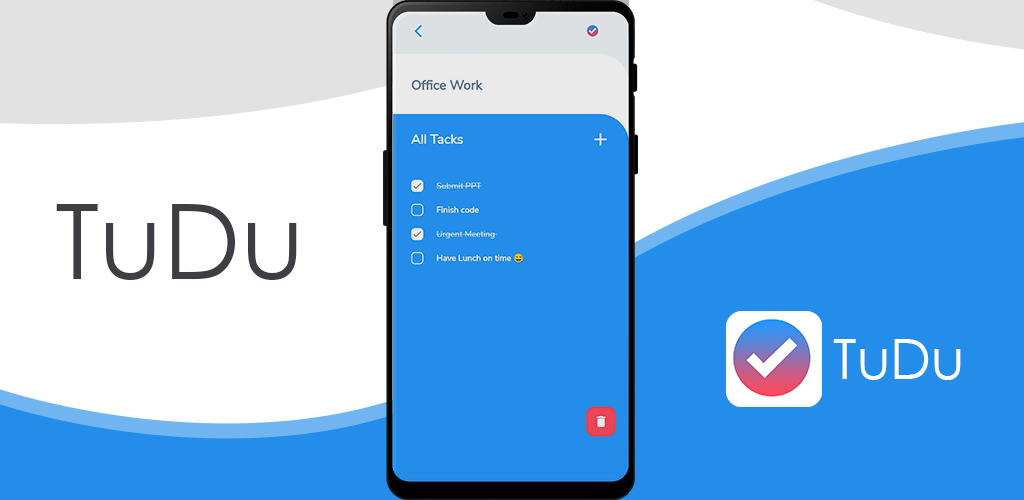 TuDu
Office Work
All Tacks
Submit PPT
Finish code
Urgent Meeting
Have Lunch on time 😄
TuDu